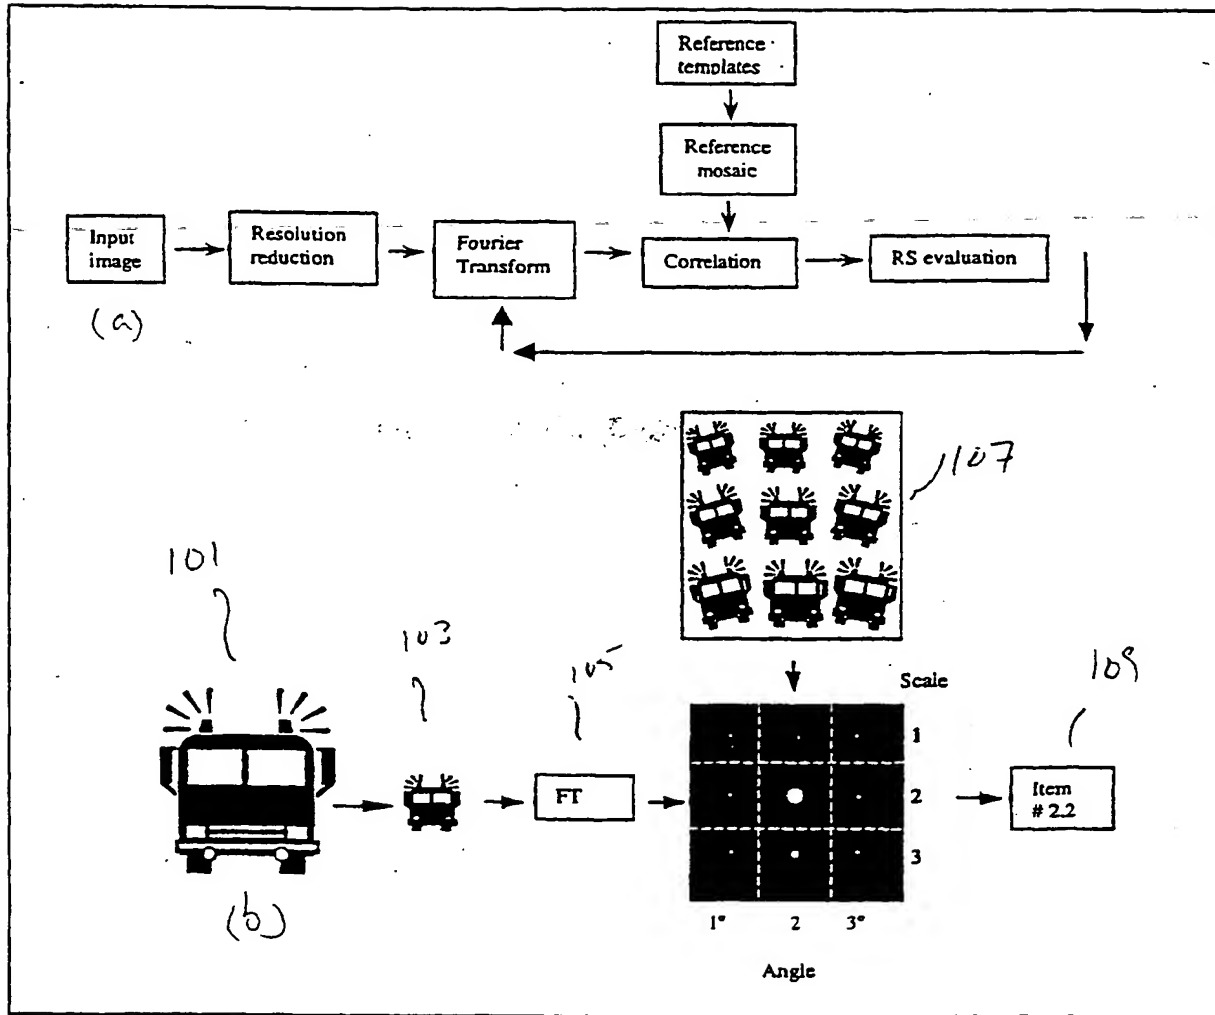 Reference
templates
Reference
mosaic
Input
image
Resolution
reduction
Fourier
Transform
Correlation
RS evaluation
(a)
107
101
103
105
109
Scale
1
FT
2
Item
# 2.2
3
(b)
1°
2
3°
Angle